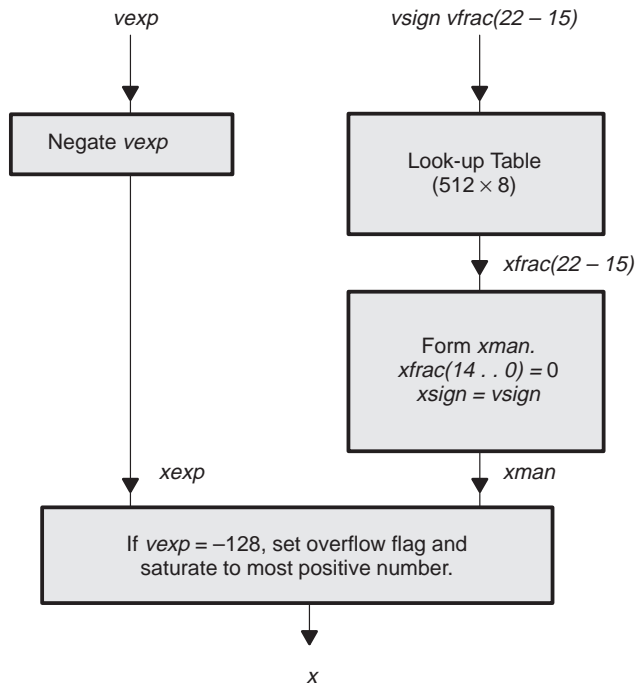 vexp
vsign vfrac(22 – 15)
Negate vexp
Look-up Table
(512 × 8)
xfrac(22 – 15)
Form xman.
xfrac(14 . . 0) = 0
xsign = vsign
xexp
xman
If vexp = –128, set overflow flag and
saturate to most positive number.
x